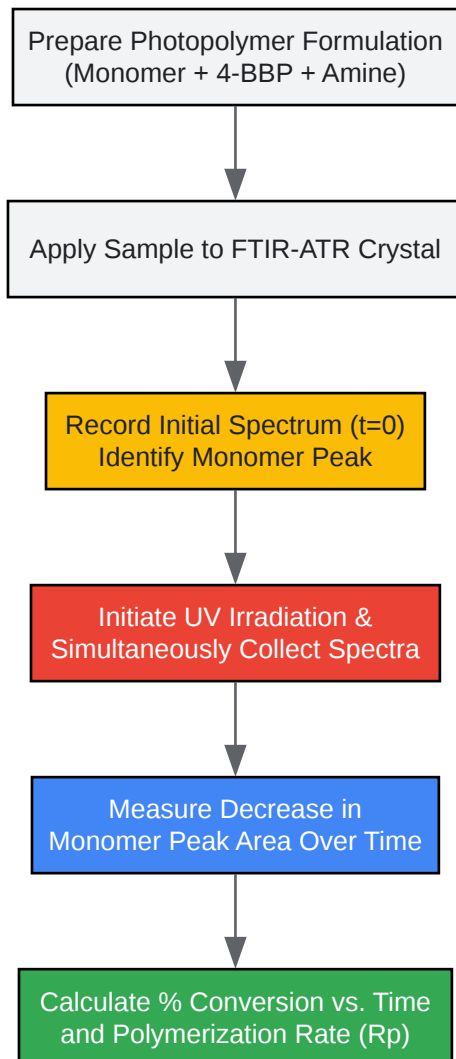 Prepare Photopolymer Formulation
(Monomer + 4-BBP + Amine)
Apply Sample to FTIR-ATR Crystal
Record Initial Spectrum (t=0)
Identify Monomer Peak
Initiate UV Irradiation &
Simultaneously Collect Spectra
Measure Decrease in
Monomer Peak Area Over Time
Calculate % Conversion vs. Time
and Polymerization Rate (Rp)